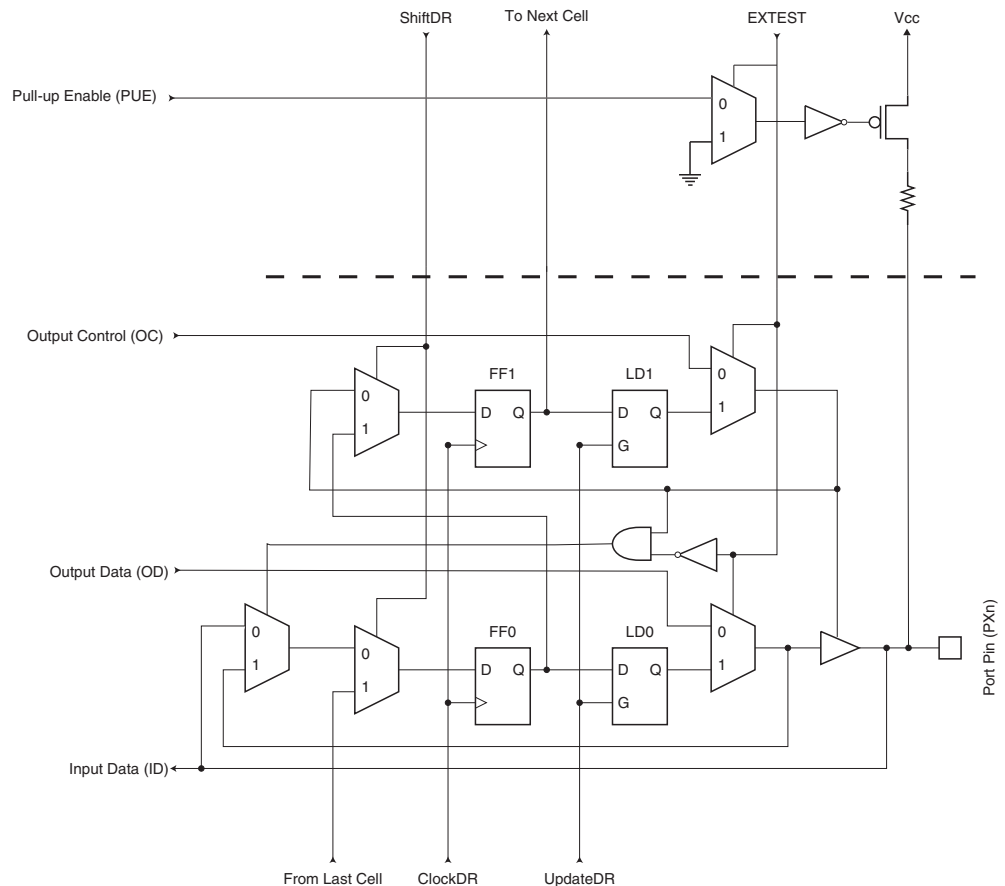 ShiftDR
To Next Cell
EXTEST
Vcc
Pull-up Enable (PUE)
0
1
Output Control (OC)
FF1
LD1
0
1
D Q
D Q
G
0
1
Output Data (OD)
FF0
LD0
0
1
0
1
D Q
D Q
G
0
1
Port Pin (PXn)
Input Data (ID)
From Last Cell
ClockDR
UpdateDR